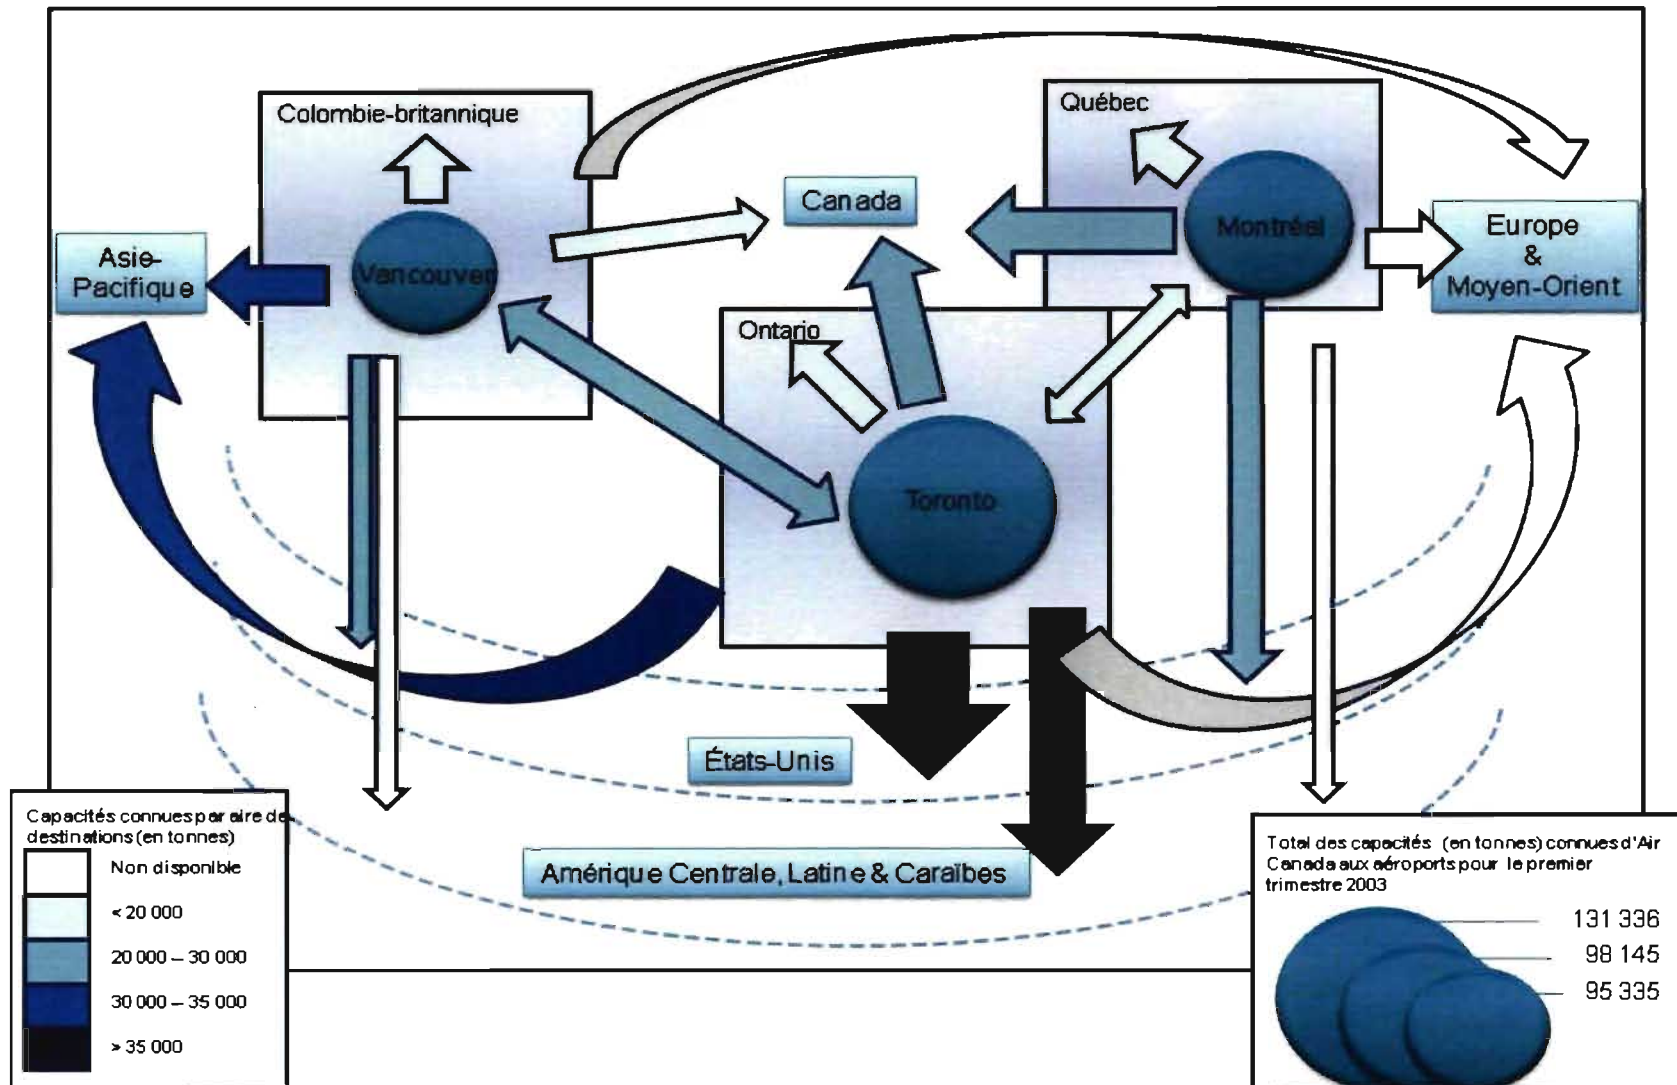 Colombie-britannique
Québec
Canada
Montréal
Europe
&
Moyen-Orient
Asie-
Pacifique
Vancouver
Ontario
Toronto
États-Unis
Amérique Centrale, Latine & Caraïbes
Capacités connues par aire de
destinations (en tonnes)
Non disponible
< 20 000
20 000 – 30 000
30 000 – 35 000
> 35 000
Total des capacités (en tonnes) connues d'Air
Canada aux aéroports pour le premier
trimestre 2003
131 336
98 145
95 335